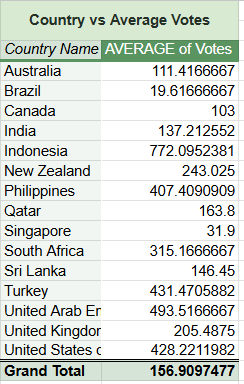 Country vs Average Votes
Country Name AVERAGE of Votes
Australia 111.4166667
Brazil 19.61666667
Canada 103
India 137.212552
Indonesia 772.0952381
New Zealand 243.025
Philippines 407.4090909
Qatar 163.8
Singapore 31.9
South Africa 315.1666667
Sri Lanka 146.45
Turkey 431.4705882
United Arab Em 493.5166667
United Kingdom 205.4875
United States o 428.2211982
Grand Total 156.9097477